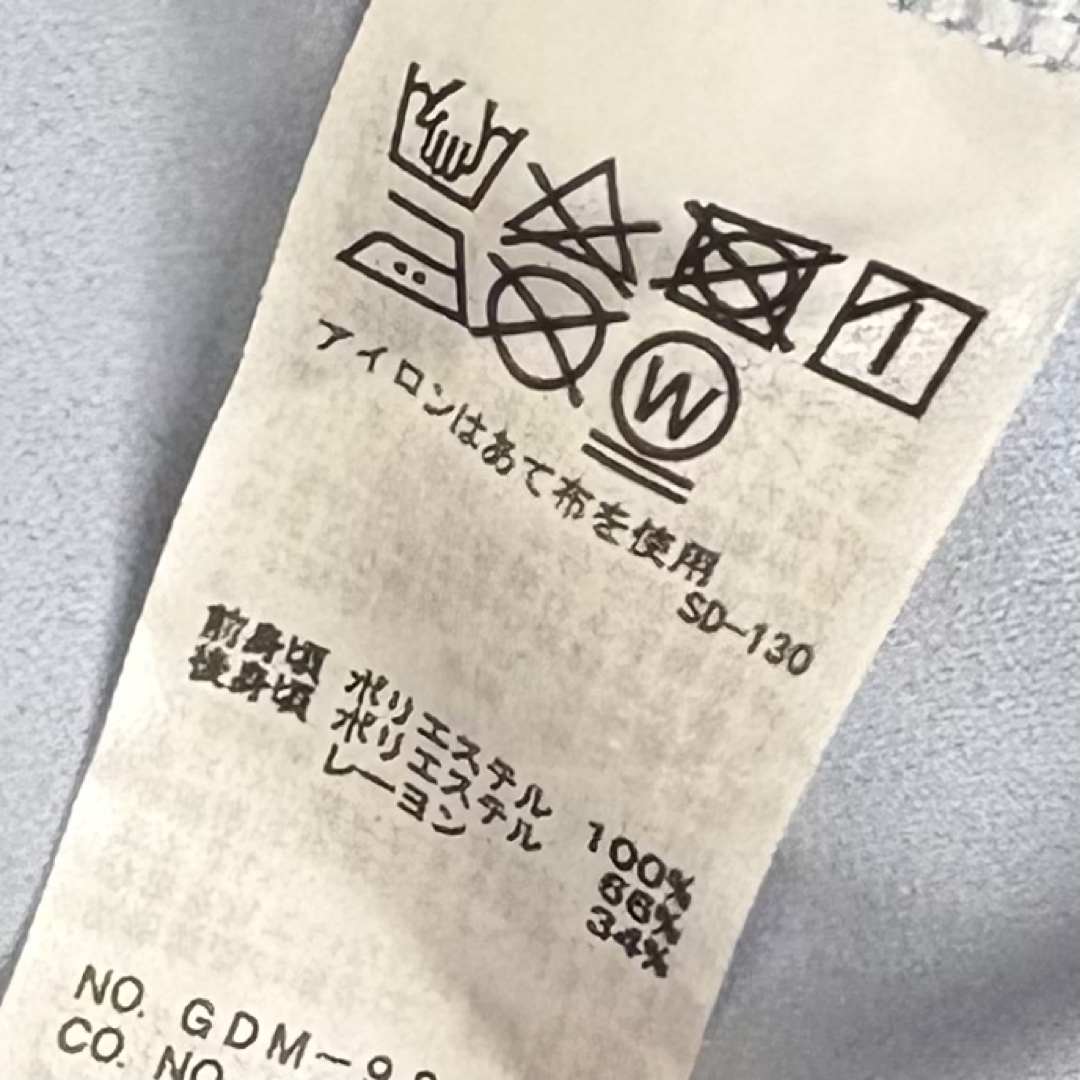 W
アイロンはあて布を使用
SD-130
前身頃 ポリエステル 100%
後身頃 ポリエステル 66%
レーヨン 34%
NO. GDM-9
CO. NO